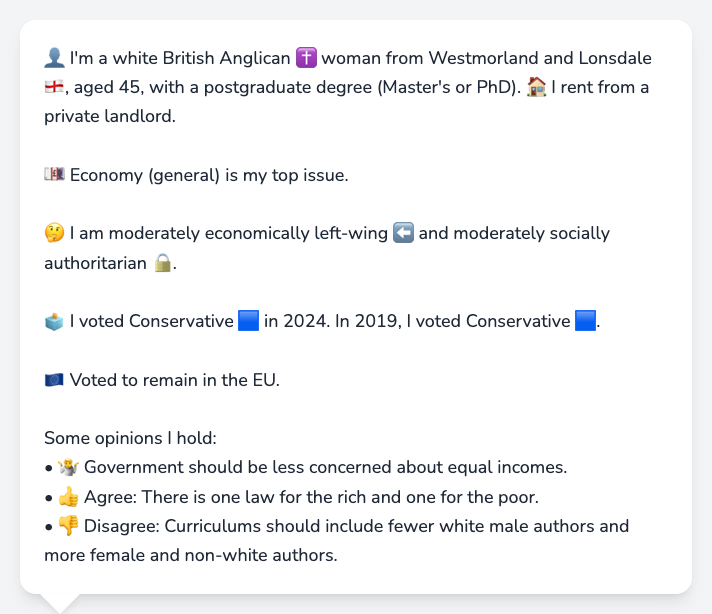 👤 I'm a white British Anglican ✝️ woman from Westmorland and Lonsdale
🏴󠁧󠁢󠁥󠁮󠁧󠁿, aged 45, with a postgraduate degree (Master's or PhD). 🏠 I rent from a
private landlord.
💷 Economy (general) is my top issue.
🤔 I am moderately economically left-wing ⬅️ and moderately socially
authoritarian 🔒.
🗳️ I voted Conservative 🟦 in 2024. In 2019, I voted Conservative 🟦.
🇪🇺 Voted to remain in the EU.
Some opinions I hold:
• 🤷 Government should be less concerned about equal incomes.
• 👍 Agree: There is one law for the rich and one for the poor.
• 👎 Disagree: Curriculums should include fewer white male authors and
more female and non-white authors.